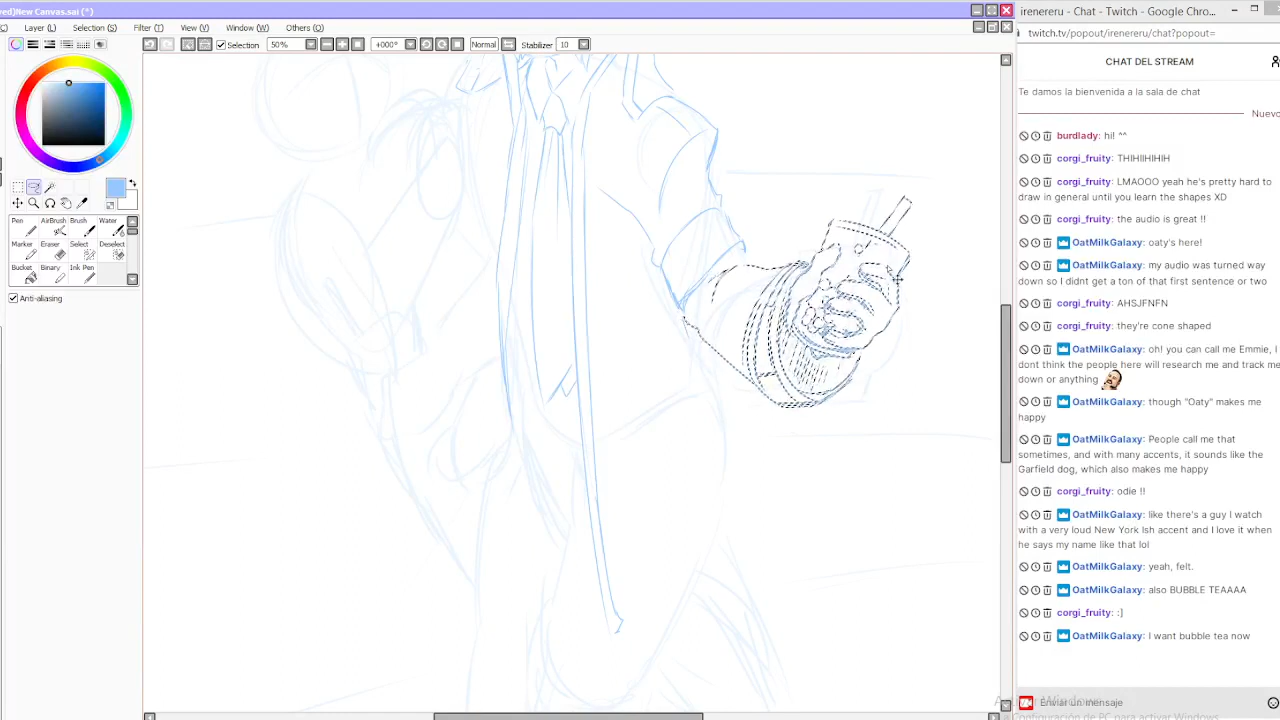 ved)New Canvas.sai (*)
irenereru - Chat - Twitch - Google Chro...
Layer (L)
Selection (S)
Filter (T)
View (V)
Window (W)
Others (O)
twitch.tv/popout/irenereru/chat?popout=
Selection
50%
+000°
Normal
Stabilizer
10
CHAT DEL STREAM
Te damos la bienvenida a la sala de chat
Nuevo
burdlady: hi! ^^
corgi_fruity: THIHIIHIHIH
corgi_fruity: LMAOOO yeah he's pretty hard to
draw in general until you learn the shapes XD
corgi_fruity: the audio is great !!
OatMilkGalaxy: oaty's here!
OatMilkGalaxy: my audio was turned way
down so I didnt get a ton of that first sentence or two
corgi_fruity: AHSJFNFN
corgi_fruity: they're cone shaped
OatMilkGalaxy: oh! you can call me Emmie, I
dont think the people here will research me and track me
down or anything
OatMilkGalaxy: though "Oaty" makes me
happy
OatMilkGalaxy: People call me that
sometimes, and with many accents, it sounds like the
Garfield dog, which also makes me happy
corgi_fruity: odie !!
OatMilkGalaxy: like there's a guy I watch
with a very loud New York Ish accent and I love it when
he says my name like that lol
OatMilkGalaxy: yeah, felt.
OatMilkGalaxy: also BUBBLE TEAAAA
corgi_fruity: :]
OatMilkGalaxy: I want bubble tea now
Pen
AirBrush
Brush
Water
Marker
Eraser
Select
Deselect
Bucket
Binary
Ink Pen
Anti-aliasing
Enviar un mensaje